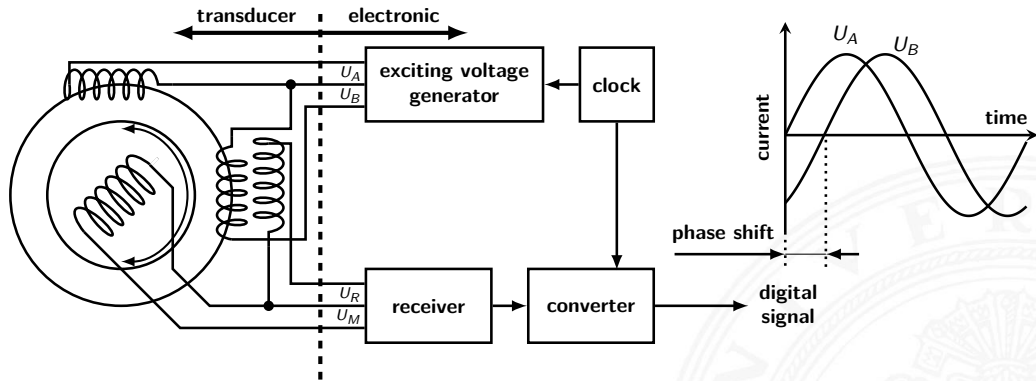 transducer electronic
U_A
U_B
exciting voltage
generator
clock
U_A
U_B
current
time
phase shift
U_R
U_M
receiver
converter
digital
signal
V E R